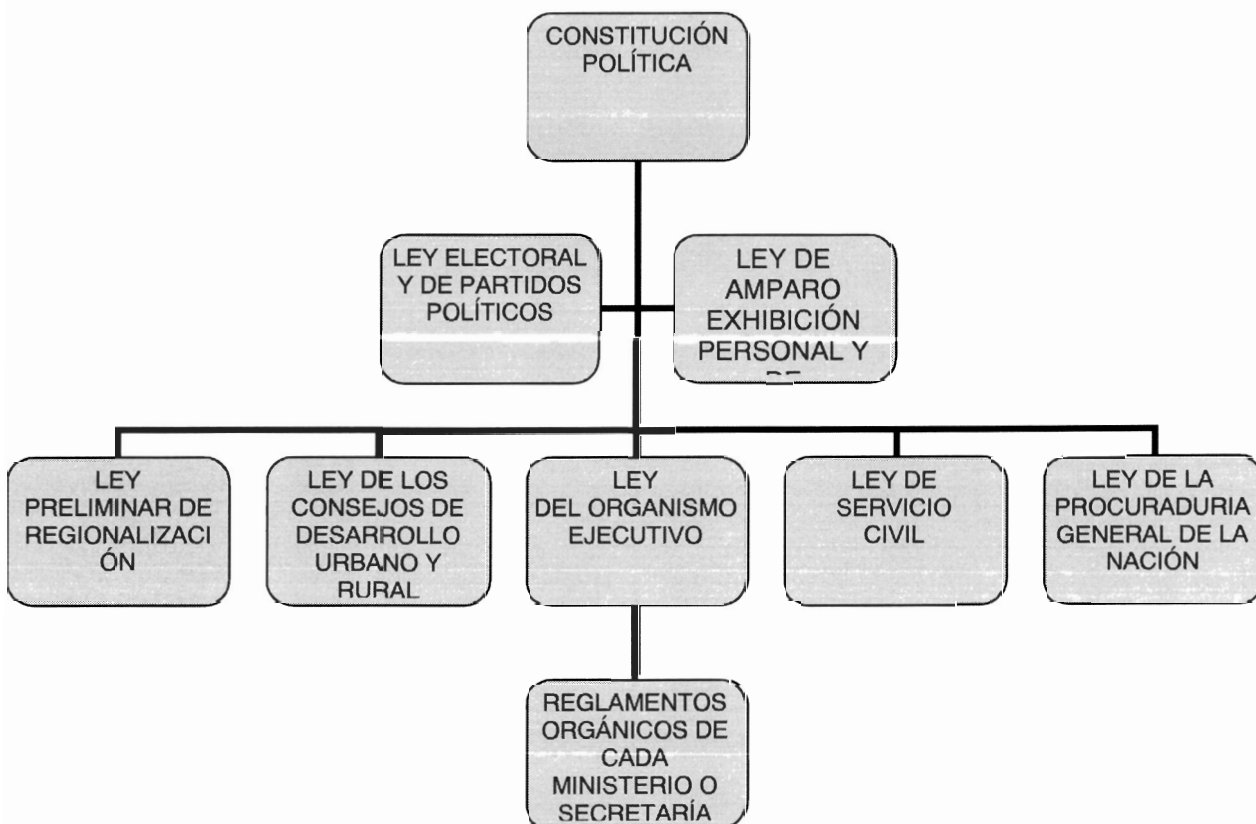 CONSTITUCIÓN
POLÍTICA
LEY ELECTORAL
Y DE PARTIDOS
POLÍTICOS
LEY DE
AMPARO
EXHIBICIÓN
PERSONAL Y
LEY
PRELIMINAR DE
REGIONALIZACI
ÓN
LEY DE LOS
CONSEJOS DE
DESARROLLO
URBANO Y
RURAL
LEY
DEL ORGANISMO
EJECUTIVO
LEY DE
SERVICIO
CIVIL
LEY DE LA
PROCURADURIA
GENERAL DE LA
NACIÓN
REGLAMENTOS
ORGÁNICOS DE
CADA
MINISTERIO O
SECRETARÍA